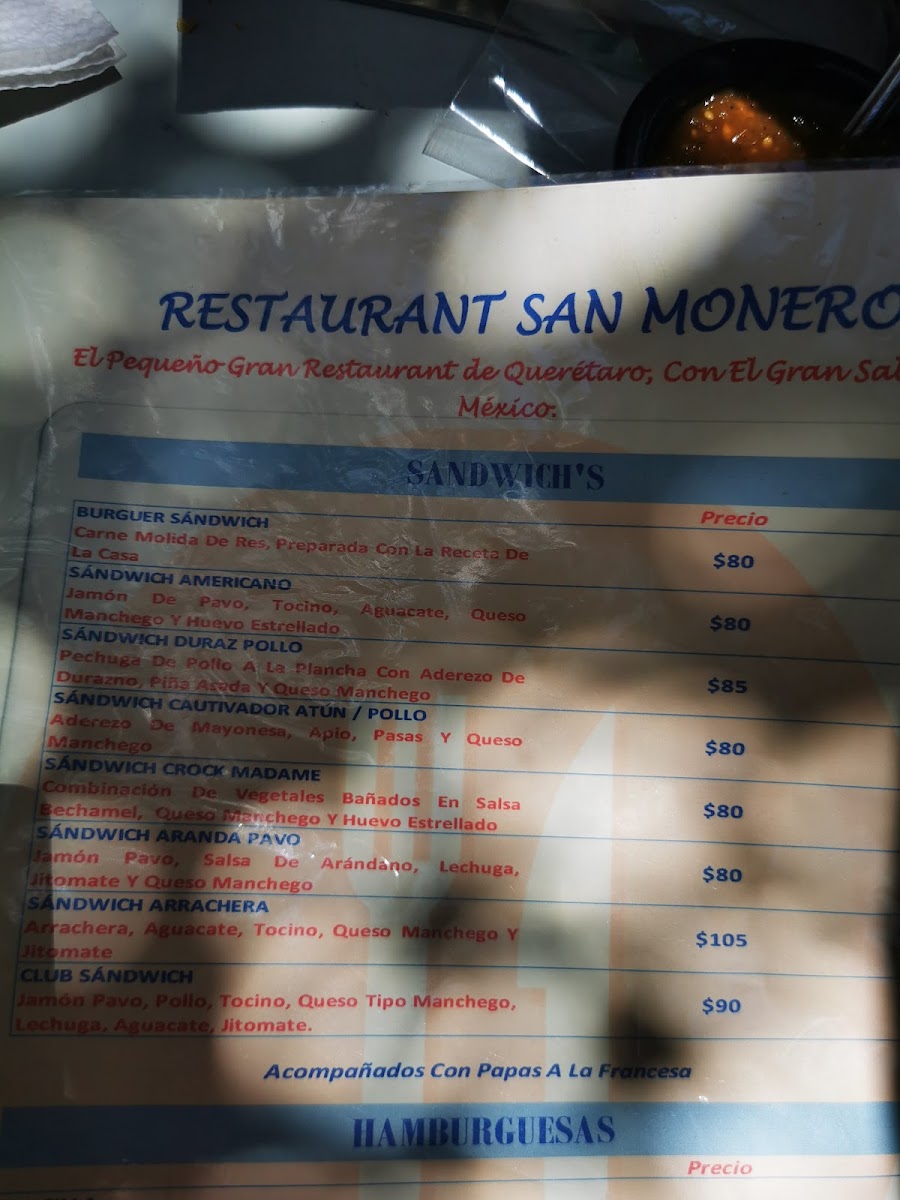 RESTAURANT SAN MONERO
El Pequeño Gran Restaurant de Querétaro, Con El Gran
México.
SANDWICH'S
BURGUER SÁNDWICH
Precio
Carne Molida De Res, Preparada Con La Receta De
La Casa
$80
SÁNDWICH AMERICANO
Jamón De Pavo, Tocino, Aguacate, Queso
Manchego Y Huevo Estrellado
$80
SÁNDWICH DURAZ POLLO
Pechuga De Pollo A La Plancha Con Aderezo De
Durazno, Piña Asada Y Queso Manchego
$85
SÁNDWICH CAUTIVADOR ATÚN / POLLO
Aderezo De Mayonesa, Apio, Pasas Y Queso
Manchego
$80
SÁNDWICH CROCK MADAME
Combinación De Vegetales Bañados En Salsa
Bechamel, Queso Manchego Y Huevo Estrellado
$80
SÁNDWICH ARANDA PAVO
Jamón Pavo, Salsa De Arándano, Lechuga,
Jitomate Y Queso Manchego
$80
SÁNDWICH ARRACHERA
Arrachera, Aguacate, Tocino, Queso Manchego Y
Jitomate
$105
CLUB SÁNDWICH
Jamón Pavo, Pollo, Tocino, Queso Tipo Manchego,
Lechuga, Aguacate, Jitomate.
$90
Acompañados Con Papas A La Francesa
HAMBURGUESAS
Precio